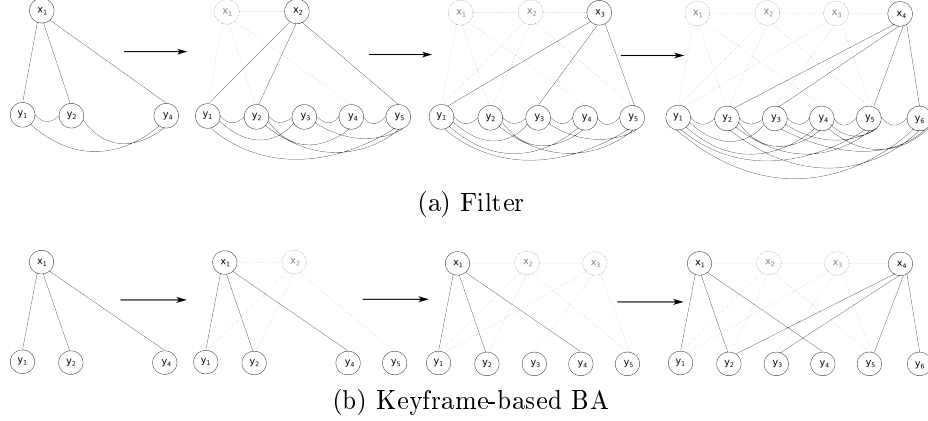 x1 x1 x2 x1 x2 x3 x1 x2 x3 x4
y1 y2 y4 y1 y2 y3 y4 y5 y1 y2 y3 y4 y5 y1 y2 y3 y4 y5 y6
(a) Filter
x1 x1 x2 x1 x2 x3 x1 x2 x3 x4
y1 y2 y4 y1 y2 y4 y5 y1 y2 y3 y4 y5 y1 y2 y3 y4 y5 y6
(b) Keyframe-based BA